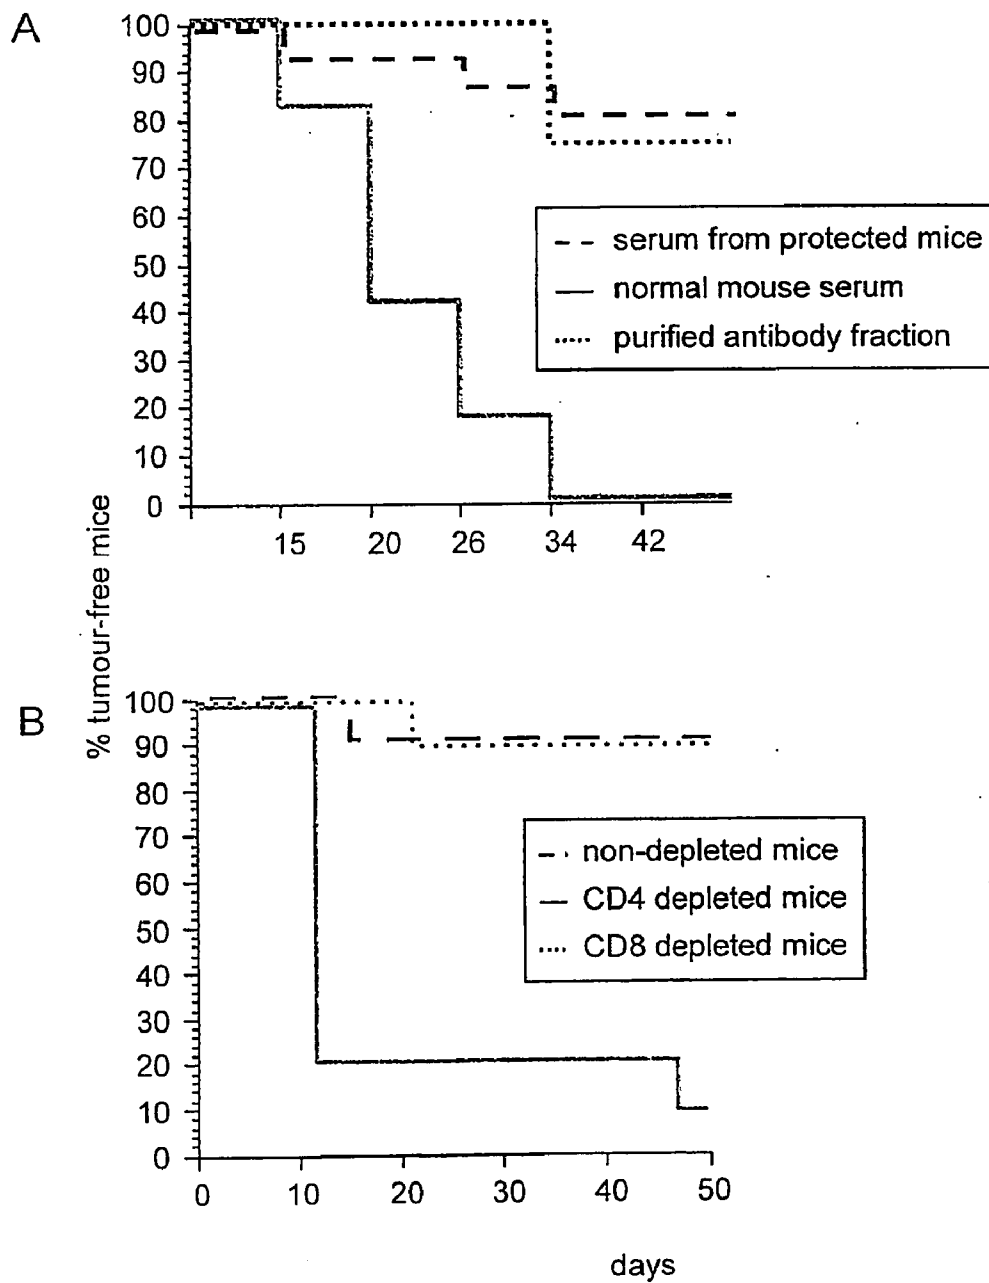 A
100
90
80
70
60
50
40
30
20
10
0
15 20 26 34 42
serum from protected mice
normal mouse serum
purified antibody fraction
% tumour-free mice
B
100
90
80
70
60
50
40
30
20
10
0
0 10 20 30 40 50
non-depleted mice
CD4 depleted mice
CD8 depleted mice
days